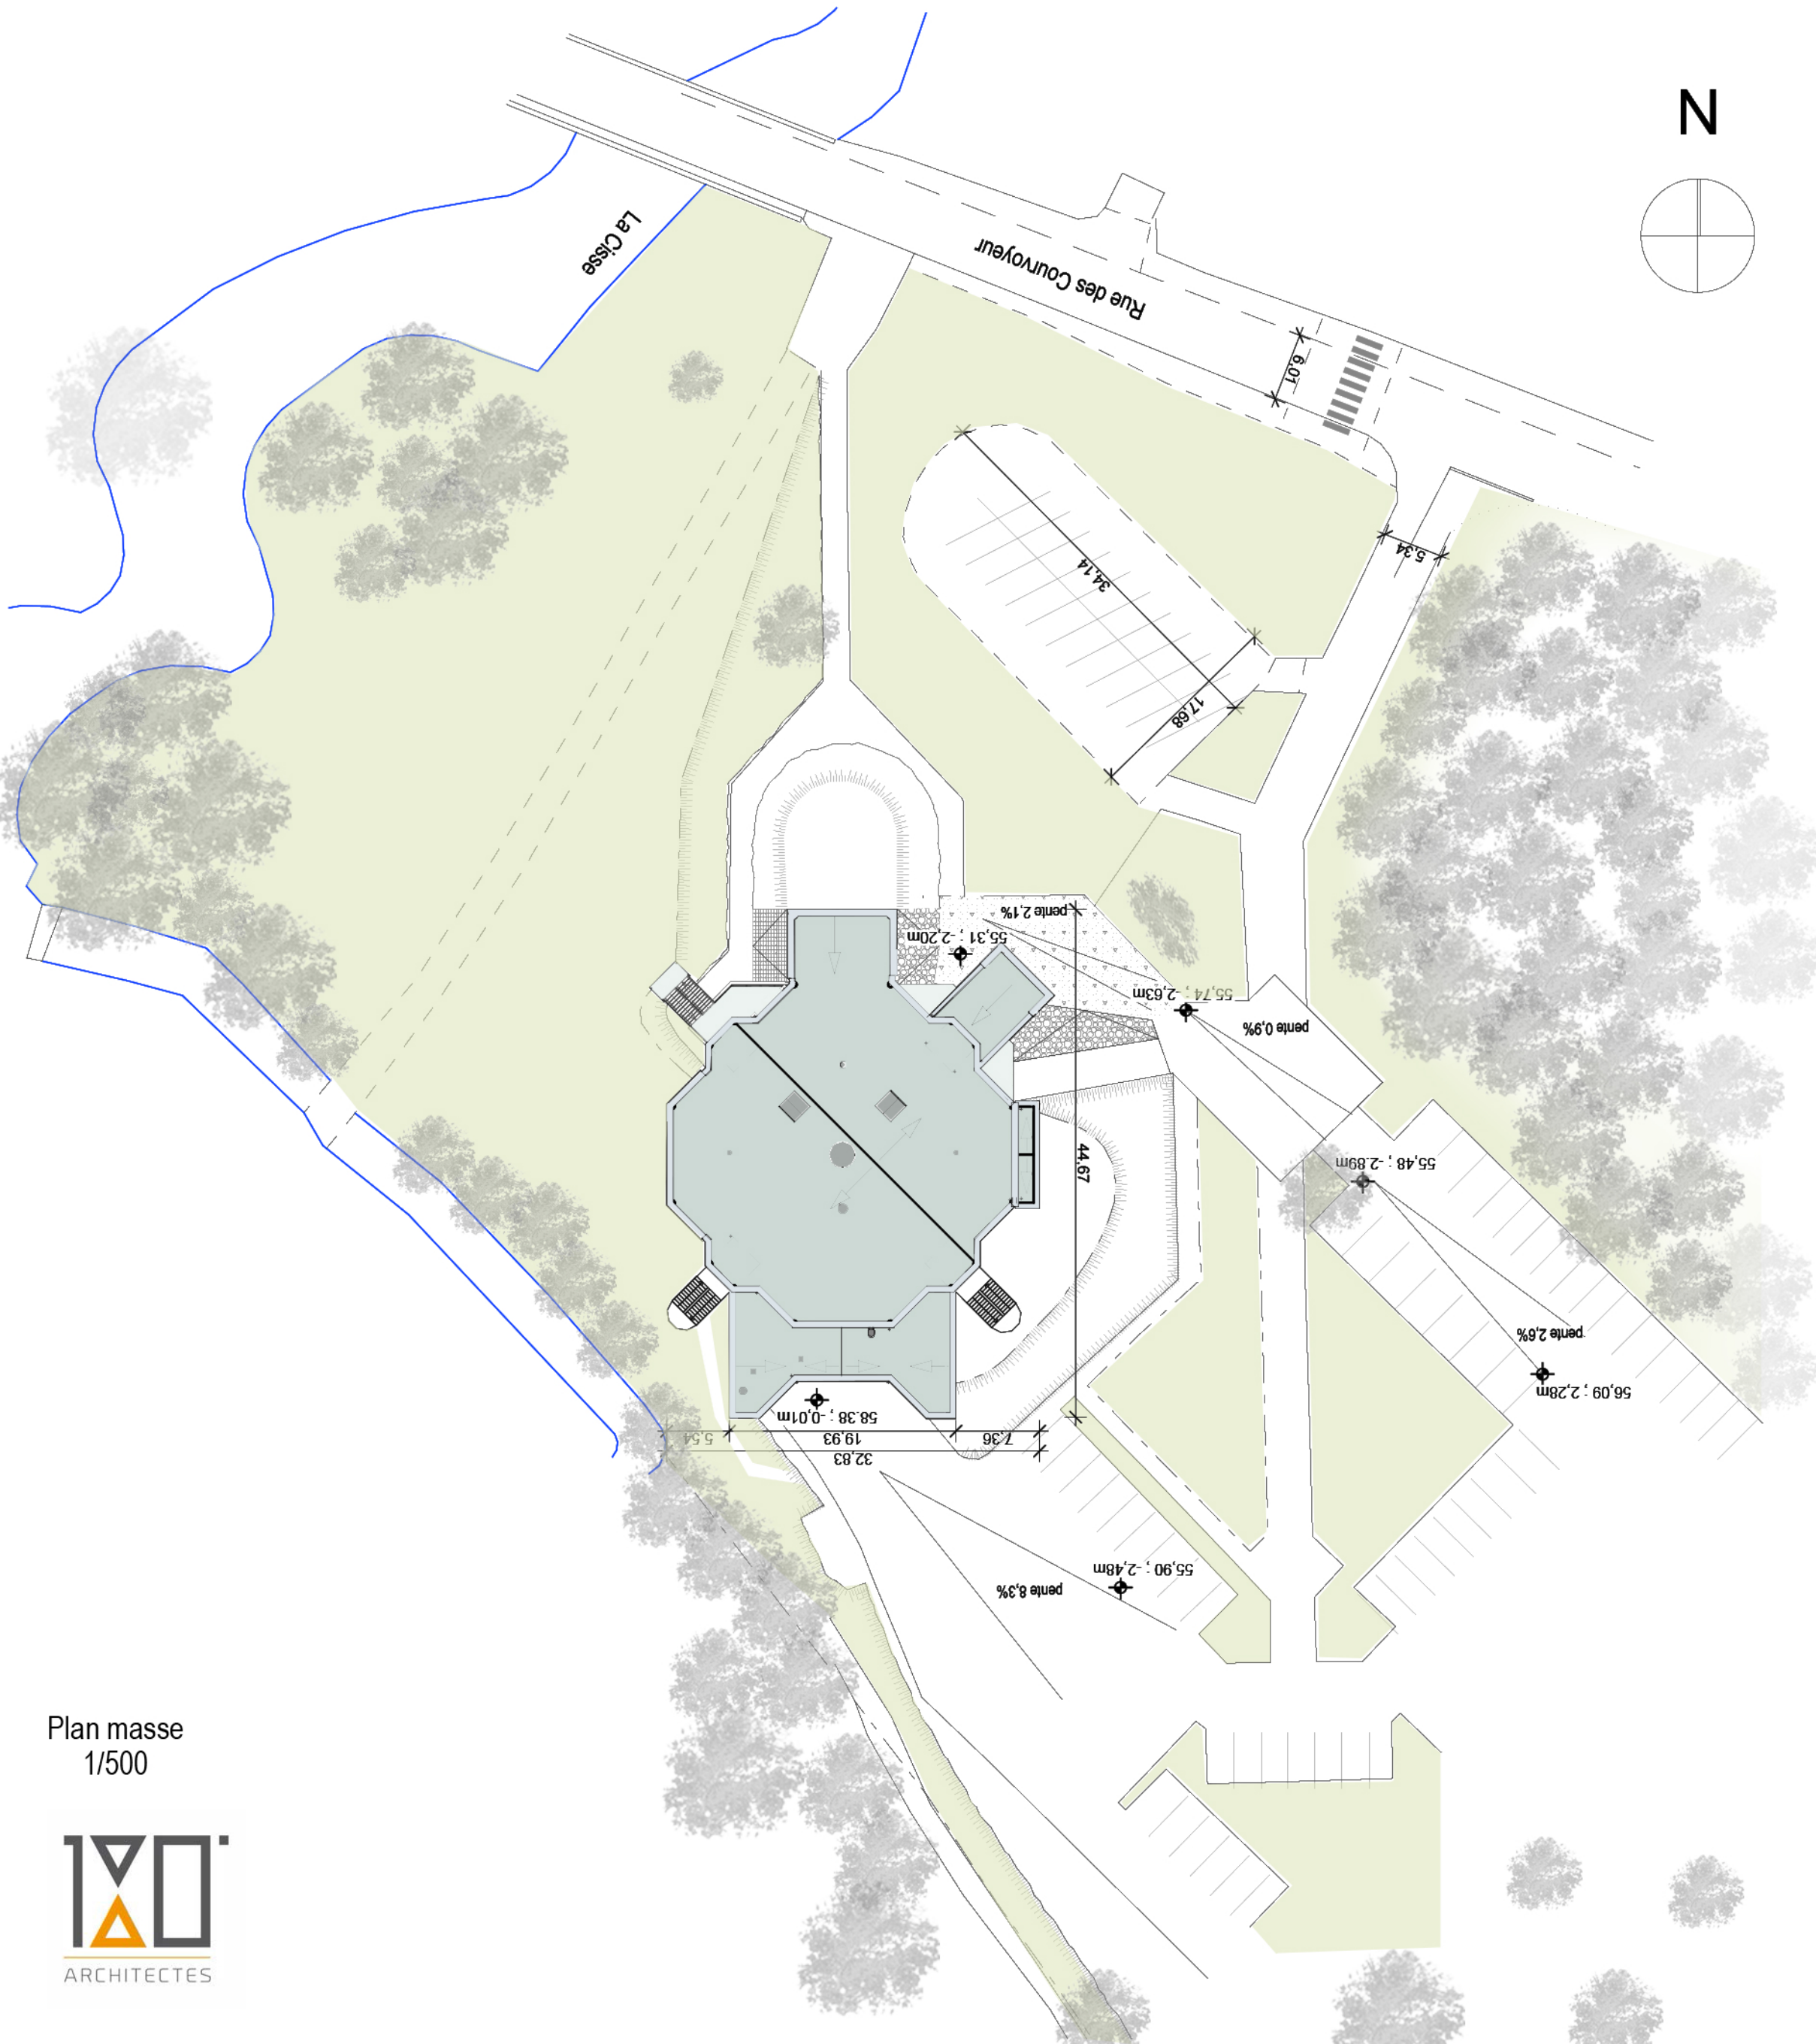 N
La Cisse
Rue des Courvoyeur
6,01
5,34
34,14
17,68
pente 2,1%
55,31 ; -2,20m
55,74 ; -2,63m
pente 0,9%
44,67
55,48 ; -2,89m
pente 2,6%
56,09 ; 2,28m
58.38 ; -0,01m
5,54
19,93
7,36
32,83
55,90 ; -2,48m
pente 8,3%
Plan masse
1/500
180°
ARCHITECTES